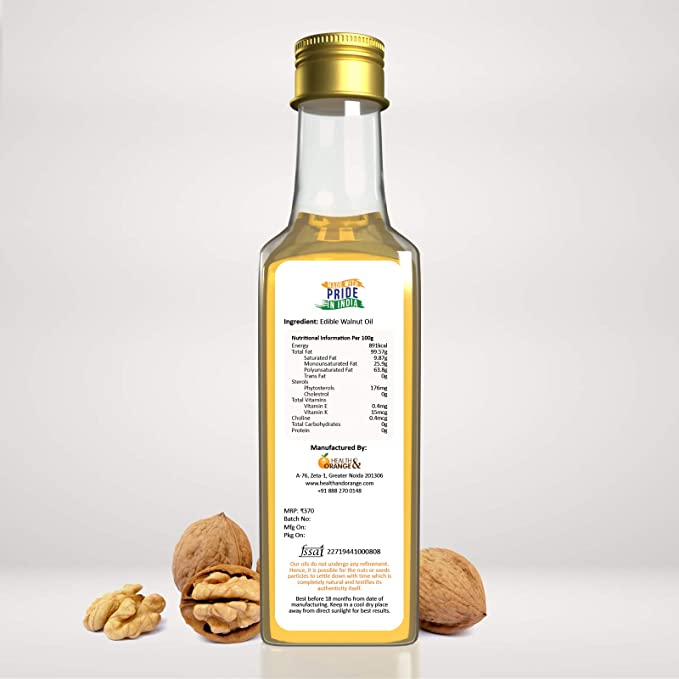 MADE WITH
PRIDE
IN INDIA
Ingredient: Edible Walnut Oil
Nutritional Information Per 100g
Energy 891kcal
Total Fat 99.57g
Saturated Fat 9.87g
Monounsaturated Fat 25.9g
Polyunsaturated Fat 63.8g
Trans Fat 0g
Sterols
Phytosterols 176mg
Cholestrol 0g
Total Vitamins
Vitamin E 0.4mg
Vitamin K 15mcg
Choline 0.4mcg
Total Carbohydrates 0g
Protein 0g
Manufactured By:
HEALTH &
ORANGE
A-76, Zeta-1, Greater Noida 201306
www.healthandorange.com
+91 888 270 0148
MRP: ₹370
Batch No:
Mfg On:
Pkg On:
fssai 22719441000808
Our oils do not undergo any refinement.
Hence, it is possible for the nuts or seeds
particles to settle down with time which is
completely natural and testifies its
authenticity itself.
Best before 18 months from date of
manufacturing. Keep in a cool dry place
away from direct sunlight for best results.